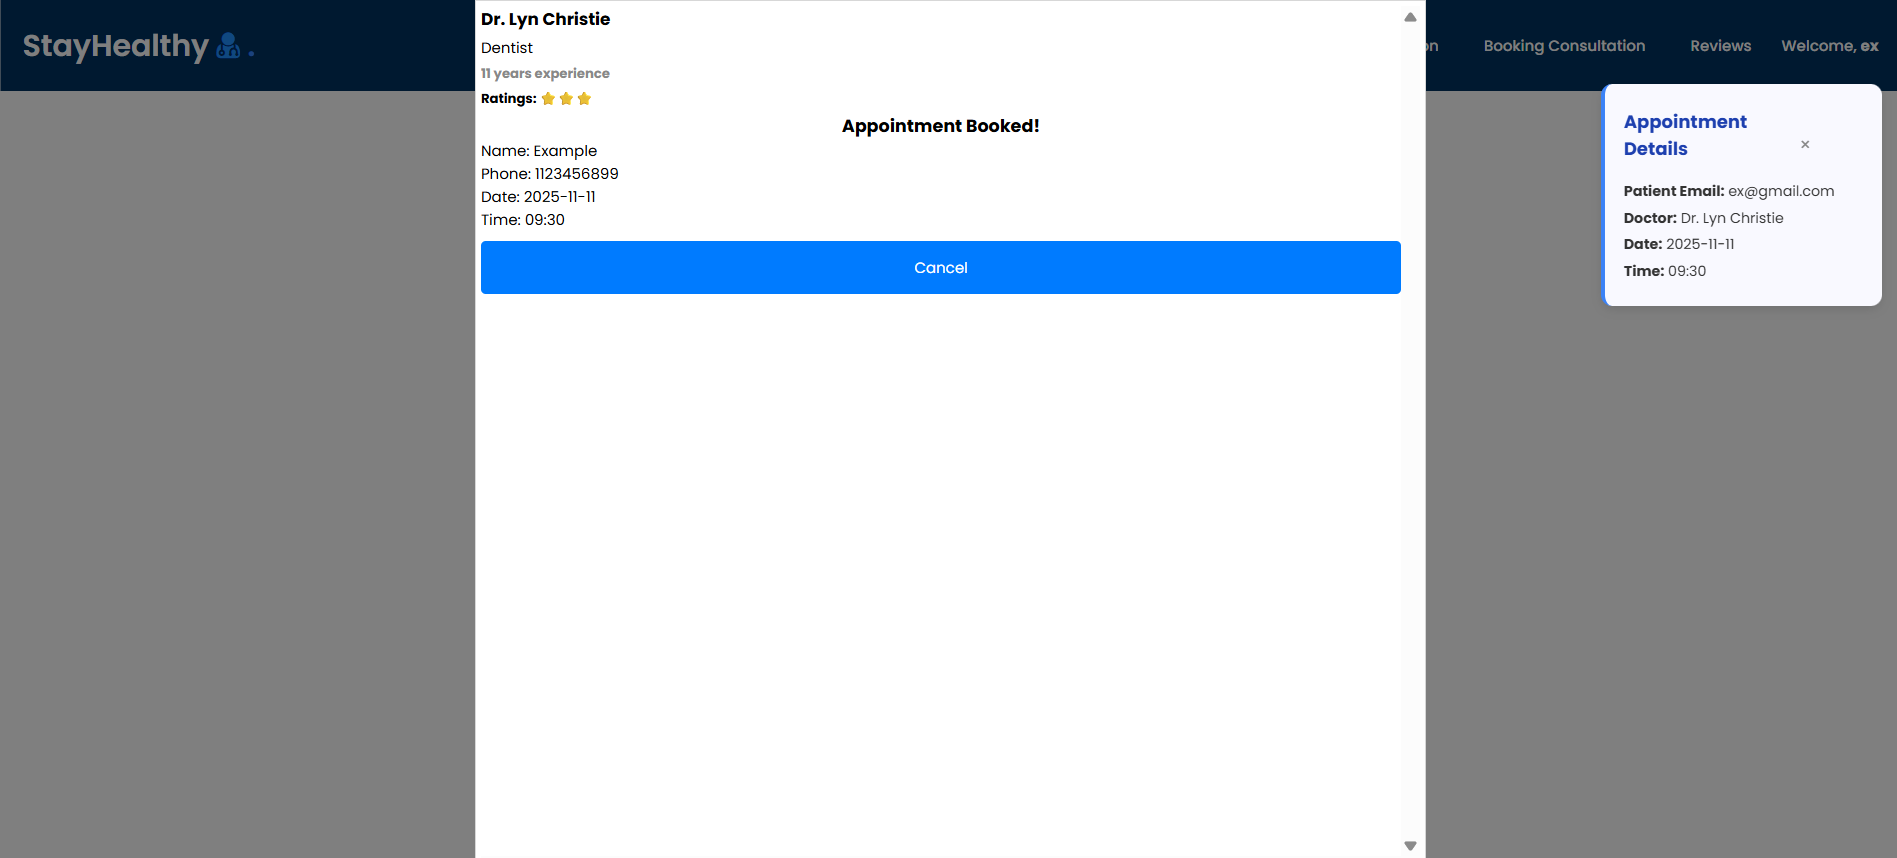 StayHealthy .
on
Booking Consultation
Reviews
Welcome, ex
Dr. Lyn Christie
Dentist
11 years experience
Ratings:
Appointment Booked!
Name: Example
Phone: 1123456899
Date: 2025-11-11
Time: 09:30
Cancel
Appointment
Details
×
Patient Email: ex@gmail.com
Doctor: Dr. Lyn Christie
Date: 2025-11-11
Time: 09:30